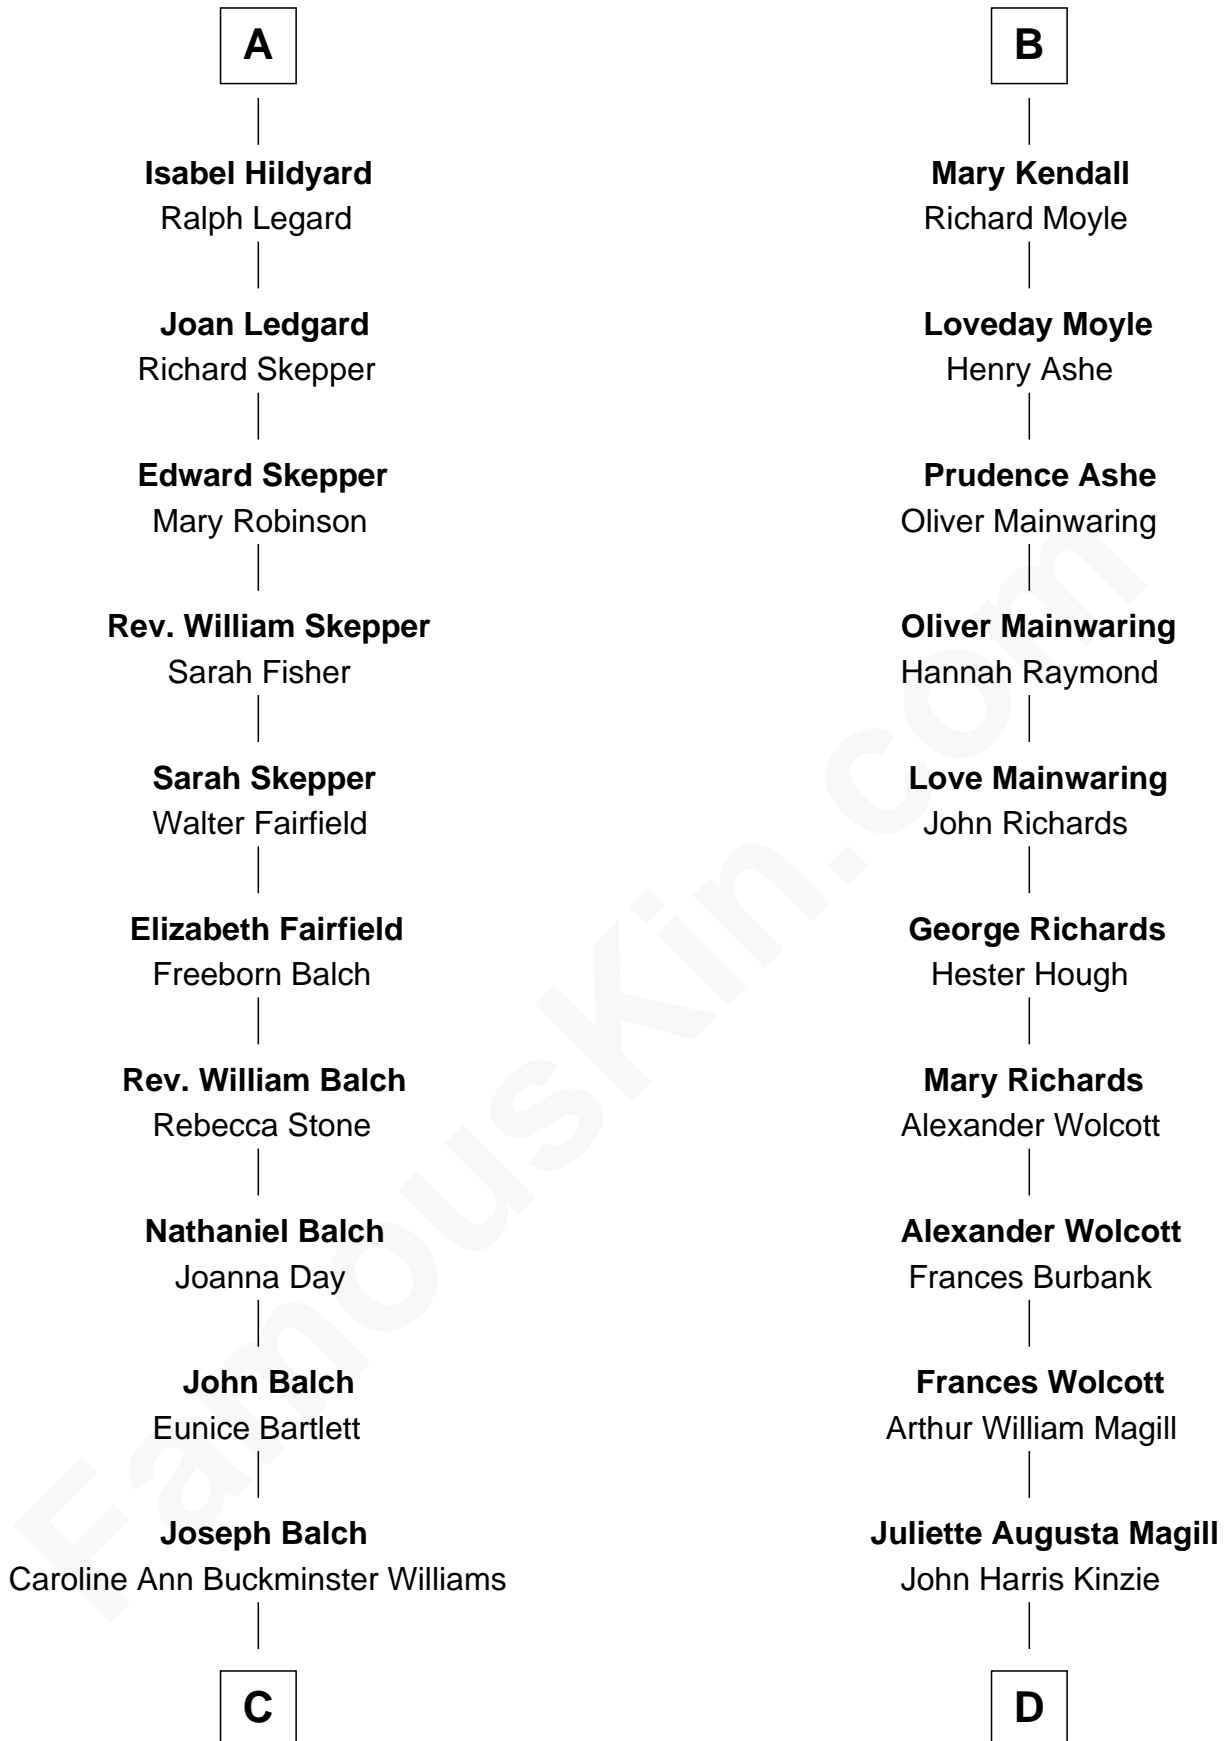 A
Isabel Hildyard
Ralph Legard
Joan Ledgard
Richard Skepper
Edward Skepper
Mary Robinson
Rev. William Skepper
Sarah Fisher
Sarah Skepper
Walter Fairfield
Elizabeth Fairfield
Freeborn Balch
Rev. William Balch
Rebecca Stone
Nathaniel Balch
Joanna Day
John Balch
Eunice Bartlett
Joseph Balch
Caroline Ann Buckminster Williams
C
B
Mary Kendall
Richard Moyle
Loveday Moyle
Henry Ashe
Prudence Ashe
Oliver Mainwaring
Oliver Mainwaring
Hannah Raymond
Love Mainwaring
John Richards
George Richards
Hester Hough
Mary Richards
Alexander Wolcott
Alexander Wolcott
Frances Burbank
Frances Wolcott
Arthur William Magill
Juliette Augusta Magill
John Harris Kinzie
D
FamousKin.com